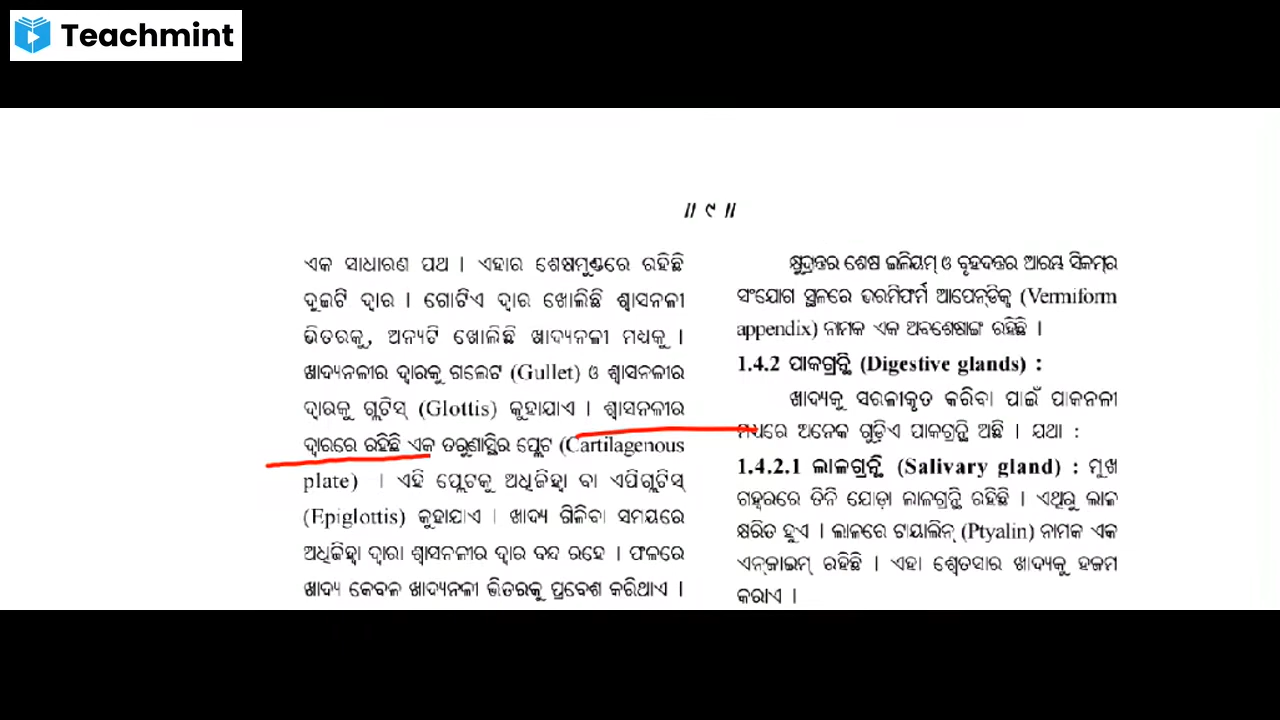 Teachmint
॥ ୯ ॥
ଏକ ସାଧାରଣ ପଥ । ଏହାର ଶେଷମୁଣ୍ଡରେ ରହିଛି
ଦୁଇଟି ଦ୍ୱାର । ଗୋଟିଏ ଦ୍ୱାର ଖୋଲିଛି ଶ୍ୱାସନଳୀ
ଭିତରକୁ, ଅନ୍ୟଟି ଖୋଲିଛି ଖାଦ୍ୟନଳୀ ମଧ୍ୟକୁ ।
ଖାଦ୍ୟନଳୀର ଦ୍ୱାରକୁ ଗଲେଟ (Gullet) ଓ ଶ୍ୱାସନଳୀର
ଦ୍ୱାରକୁ ଗ୍ଲଟିସ୍ (Glottis) କୁହାଯାଏ । ଶ୍ୱାସନଳୀର
ଦ୍ୱାରରେ ରହିଛି ଏକ ତରୁଣାସ୍ଥିର ପ୍ଲେଟ (Cartilagenous
plate) । ଏହି ପ୍ଲେଟକୁ ଅଧିଜିହ୍ୱା ବା ଏପିଗ୍ଲଟିସ୍
(Epiglottis) କୁହାଯାଏ । ଖାଦ୍ୟ ଗିଳିବା ସମୟରେ
ଅଧିଜିହ୍ୱା ଦ୍ୱାରା ଶ୍ୱାସନଳୀର ଦ୍ୱାର ବନ୍ଦ ରହେ । ଫଳରେ
ଖାଦ୍ୟ କେବଳ ଖାଦ୍ୟନଳୀ ଭିତରକୁ ପ୍ରବେଶ କରିଥାଏ ।
କ୍ଷୁଦ୍ରାନ୍ତର ଶେଷ ଇଲିୟମ୍ ଓ ବୃହଦନ୍ତର ଆରମ୍ଭ ସିକମ୍‌ର
ସଂଯୋଗ ସ୍ଥଳରେ ଭରମିଫର୍ମ ଆପେନ୍‌ଡିକ୍ସ (Vermiform
appendix) ନାମକ ଏକ ଅବଶେଷାଙ୍ଗ ରହିଛି ।
1.4.2 ପାକଗ୍ରନ୍ଥି (Digestive glands) :
ଖାଦ୍ୟକୁ ସରଳୀକୃତ କରିବା ପାଇଁ ପାକନଳୀ
ମଧ୍ୟରେ ଅନେକ ଗୁଡ଼ିଏ ପାକଗ୍ରନ୍ଥି ଅଛି । ଯଥା :
1.4.2.1 ଲାଳଗ୍ରନ୍ଥି (Salivary gland) : ମୁଖ
ଗହ୍ୱରରେ ତିନି ଯୋଡ଼ା ଲାଳଗ୍ରନ୍ଥି ରହିଛି । ଏଥିରୁ ଲାଳ
କ୍ଷରିତ ହୁଏ । ଲାଳରେ ଟାୟାଲିନ୍ (Ptyalin) ନାମକ ଏକ
ଏନ୍‌ଜାଇମ୍ ରହିଛି । ଏହା ଶ୍ୱେତସାର ଖାଦ୍ୟକୁ ହଜମ
କରାଏ ।